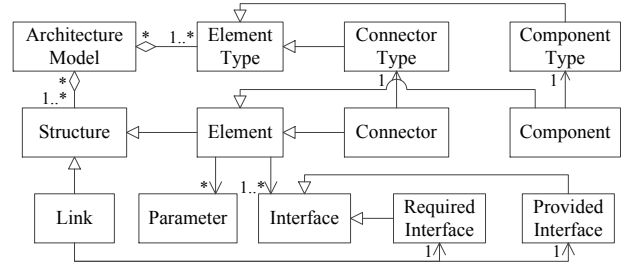 Architecture Model
* 1..*
Element Type
Connector Type
Component Type
*
1..*
1
1
Structure
Element
Connector
Component
*
1..*
Link
Parameter
Interface
Required Interface
Provided Interface
1
1